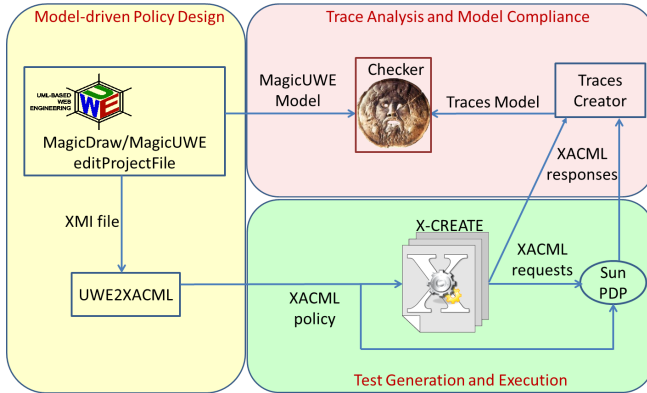 Model-driven Policy Design
UML-BASED
WEB
ENGINEERING
UWE
MagicDraw/MagicUWE
editProjectFile
XMI file
UWE2XACML
Trace Analysis and Model Compliance
MagicUWE
Model
Checker
Traces Model
Traces
Creator
XACML
responses
X-CREATE
X
XACML
requests
Sun
PDP
XACML
policy
Test Generation and Execution